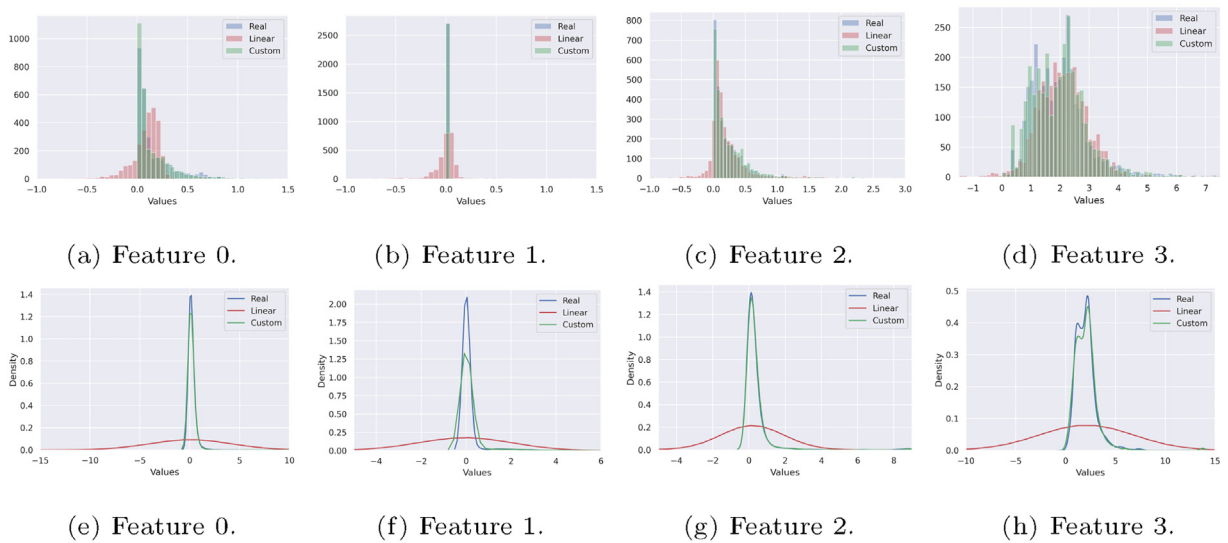 Real
Linear
Custom
1000
800
600
400
200
0
−1.0 −0.5 0.0 0.5 1.0 1.5
Values
(a) Feature 0.
Real
Linear
Custom
2500
2000
1500
1000
500
0
−1.0 −0.5 0.0 0.5 1.0 1.5
Values
(b) Feature 1.
Real
Linear
Custom
800
700
600
500
400
300
200
100
0
−1.0 −0.5 0.0 0.5 1.0 1.5 2.0 2.5 3.0
Values
(c) Feature 2.
Real
Linear
Custom
250
200
150
100
50
0
−1 0 1 2 3 4 5 6 7
Values
(d) Feature 3.
Real
Linear
Custom
Density
1.4
1.2
1.0
0.8
0.6
0.4
0.2
0.0
−15 −10 −5 0 5 10
Values
(e) Feature 0.
Real
Linear
Custom
Density
2.00
1.75
1.50
1.25
1.00
0.75
0.50
0.25
0.00
−4 −2 0 2 4 6
Values
(f) Feature 1.
Real
Linear
Custom
Density
1.4
1.2
1.0
0.8
0.6
0.4
0.2
0.0
−4 −2 0 2 4 6 8
Values
(g) Feature 2.
Real
Linear
Custom
Density
0.5
0.4
0.3
0.2
0.1
0.0
−10 −5 0 5 10 15
Values
(h) Feature 3.